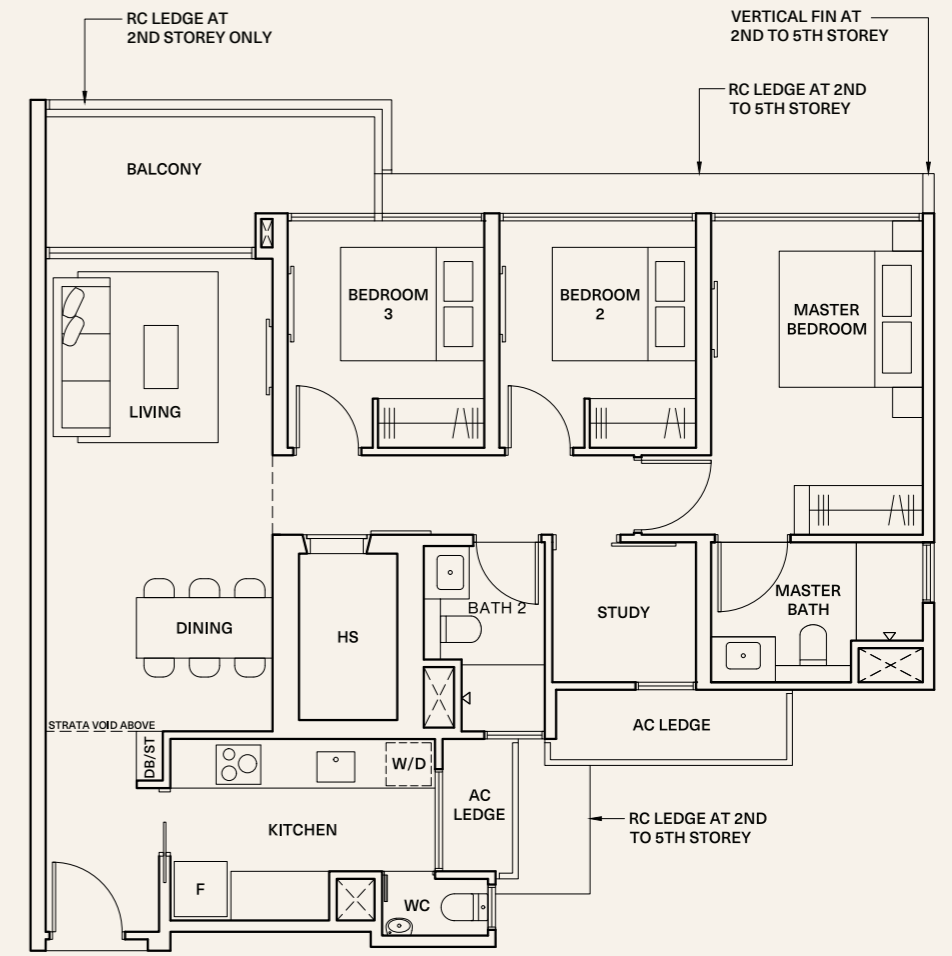 RC LEDGE AT
2ND STOREY ONLY
VERTICAL FIN AT
2ND TO 5TH STOREY
RC LEDGE AT 2ND
TO 5TH STOREY
BALCONY
BEDROOM
3
BEDROOM
2
MASTER
BEDROOM
LIVING
DINING
HS
BATH 2
STUDY
MASTER
BATH
STRATA VOID ABOVE
DB/ST
W/D
AC LEDGE
AC
LEDGE
KITCHEN
RC LEDGE AT 2ND
TO 5TH STOREY
F
WC